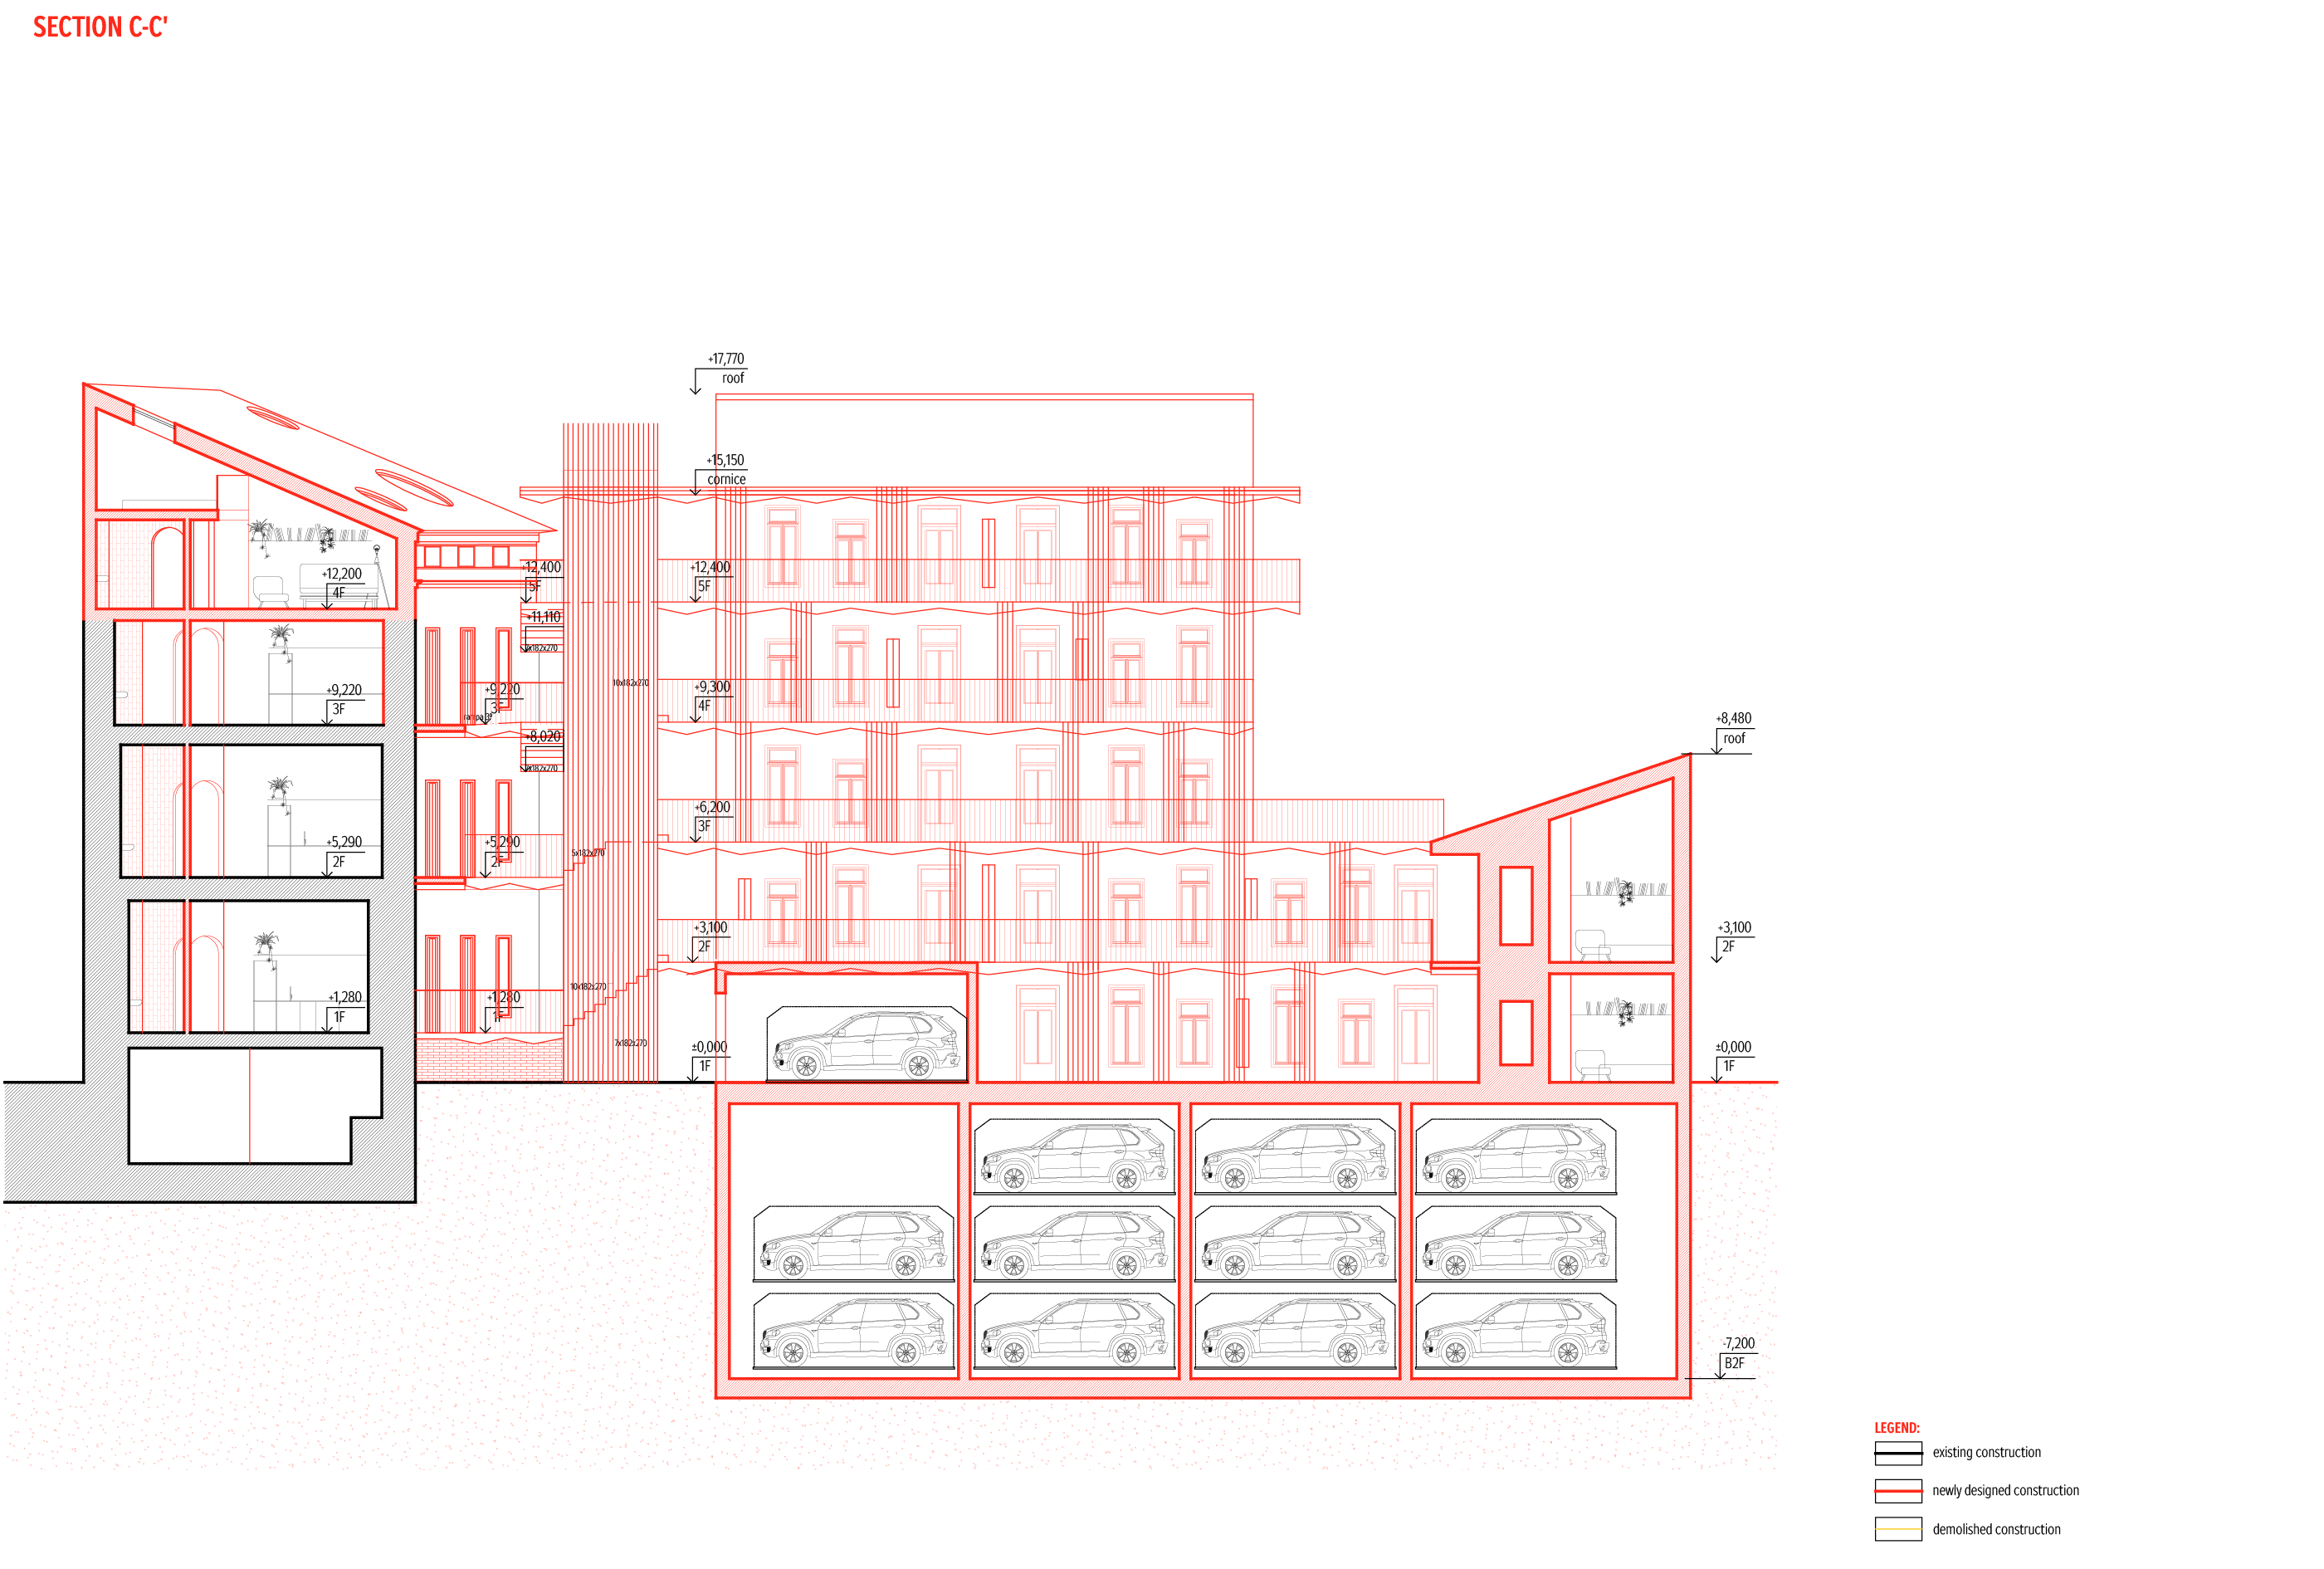 SECTION C-C'
+17,770
roof
+15,150
cornice
+12,200
4F
+12,400
5F
+12,400
5F
+11,110
x182x270
+9,220
3F
+9,220
3F
10x182x270
+9,300
4F
+8,480
roof
+8,020
x182x270
+6,200
3F
+5,290
2F
+5,290
2F
5x182x270
+3,100
2F
+3,100
2F
+1,280
1F
+1,280
1F
10x182x270
7x182x270
±0,000
1F
±0,000
1F
-7,200
B2F
LEGEND:
existing construction
newly designed construction
demolished construction